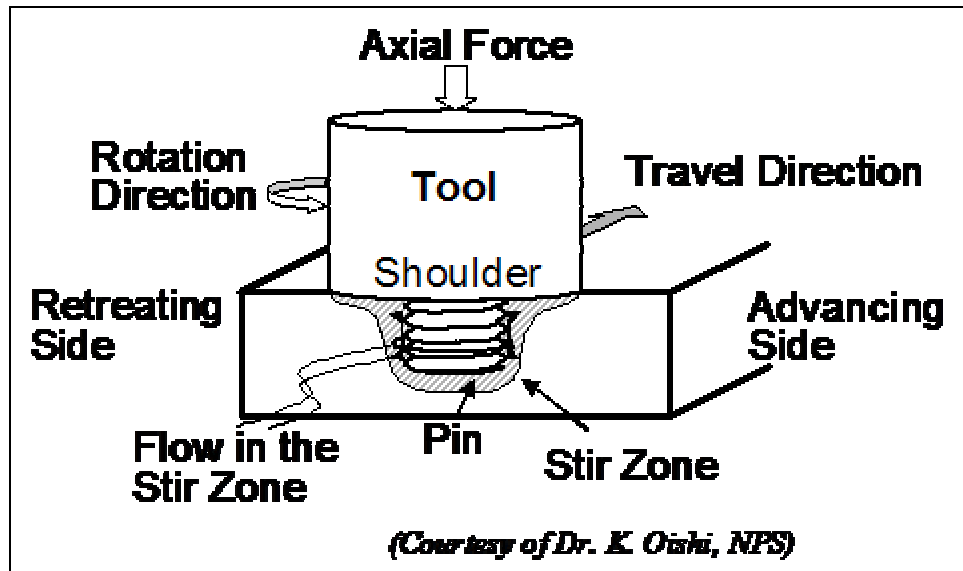 Axial Force
Rotation
Direction
Tool
Travel Direction
Shoulder
Retreating
Side
Advancing
Side
Flow in the
Stir Zone
Pin
Stir Zone
(Courtesy of Dr. K. Oishi, NPS)